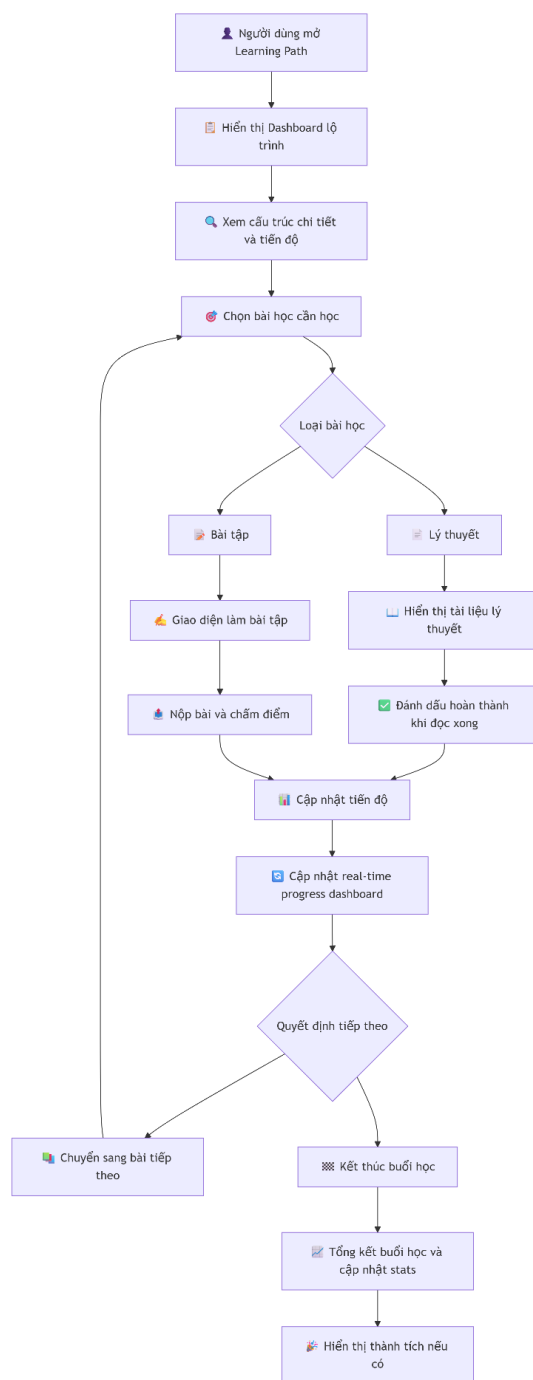 👤 Người dùng mở
Learning Path
📋 Hiển thị Dashboard lộ
trình
🔍 Xem cấu trúc chi tiết
và tiến độ
🎯 Chọn bài học cần học
Loại bài học
📝 Bài tập
📄 Lý thuyết
✍️ Giao diện làm bài tập
📖 Hiển thị tài liệu lý
thuyết
📤 Nộp bài và chấm điểm
✅ Đánh dấu hoàn thành
khi đọc xong
📊 Cập nhật tiến độ
🔄 Cập nhật real-time
progress dashboard
Quyết định tiếp theo
📚 Chuyển sang bài tiếp
theo
🏁 Kết thúc buổi học
📈 Tổng kết buổi học và
cập nhật stats
🎉 Hiển thị thành tích nếu
có